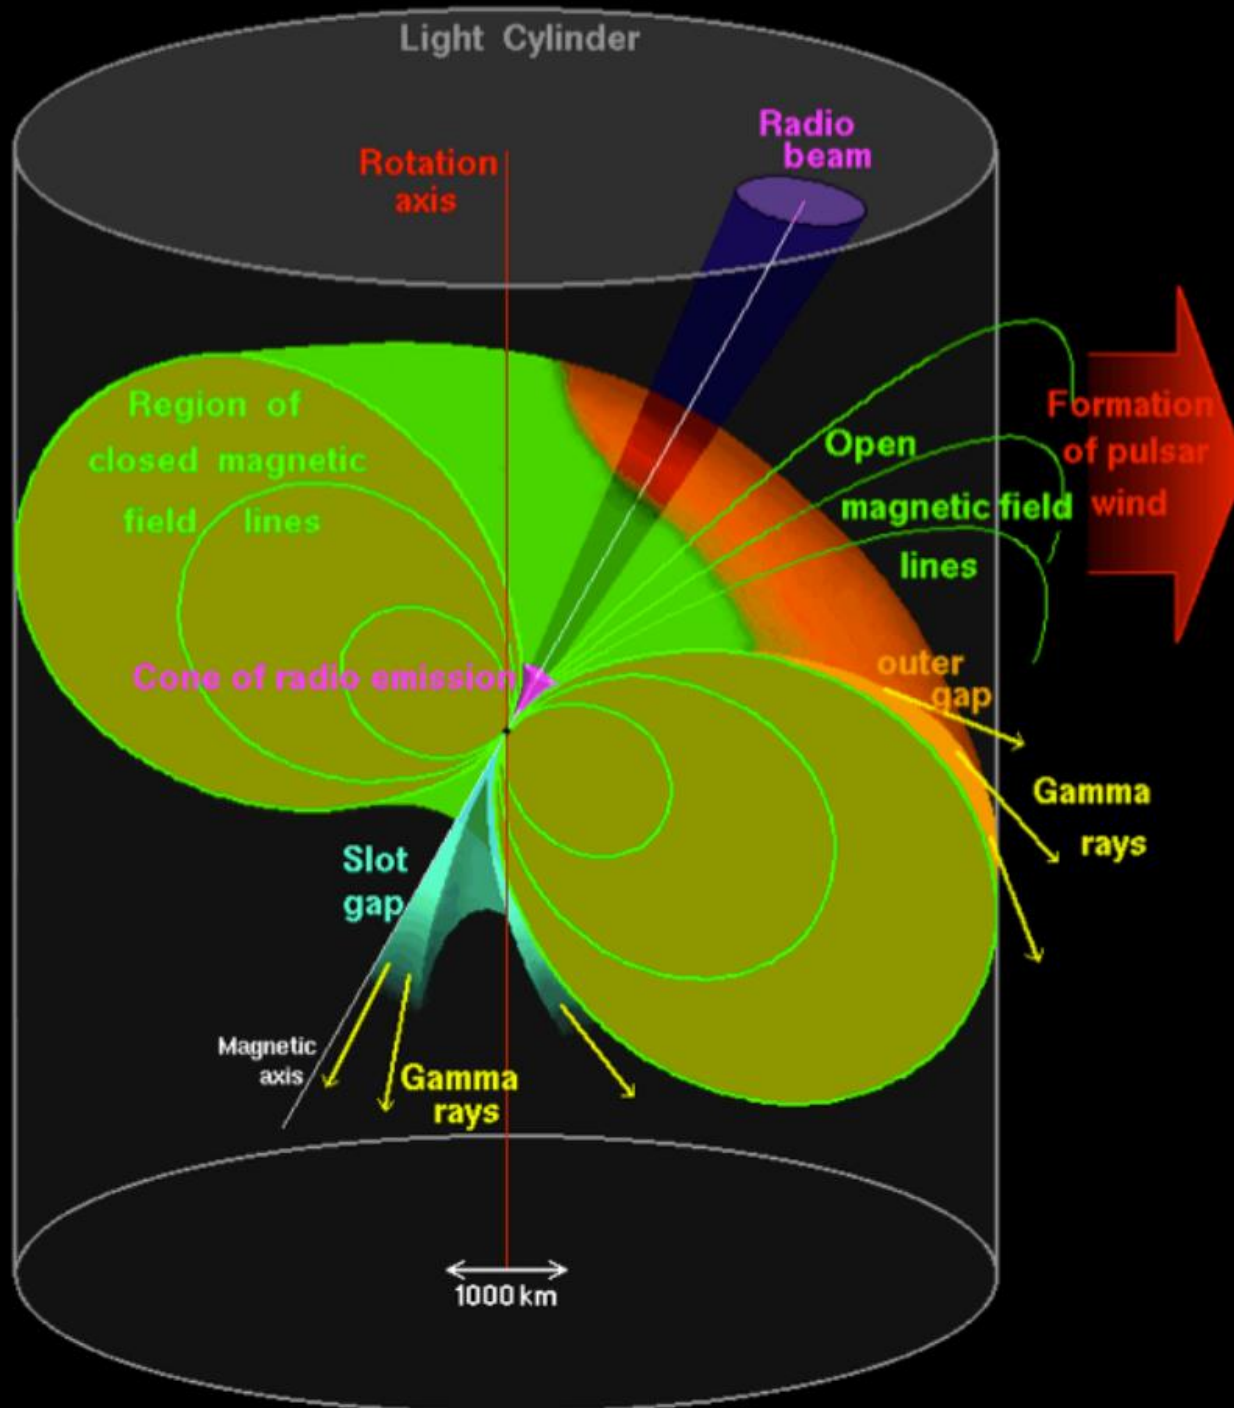 Light Cylinder
Radio
beam
Rotation
axis
Region of
closed magnetic
field lines
Open
magnetic field
lines
Formation
of pulsar
wind
Cone of radio emission
outer
gap
Gamma
rays
Slot
gap
Magnetic
axis
Gamma
rays
1000 km